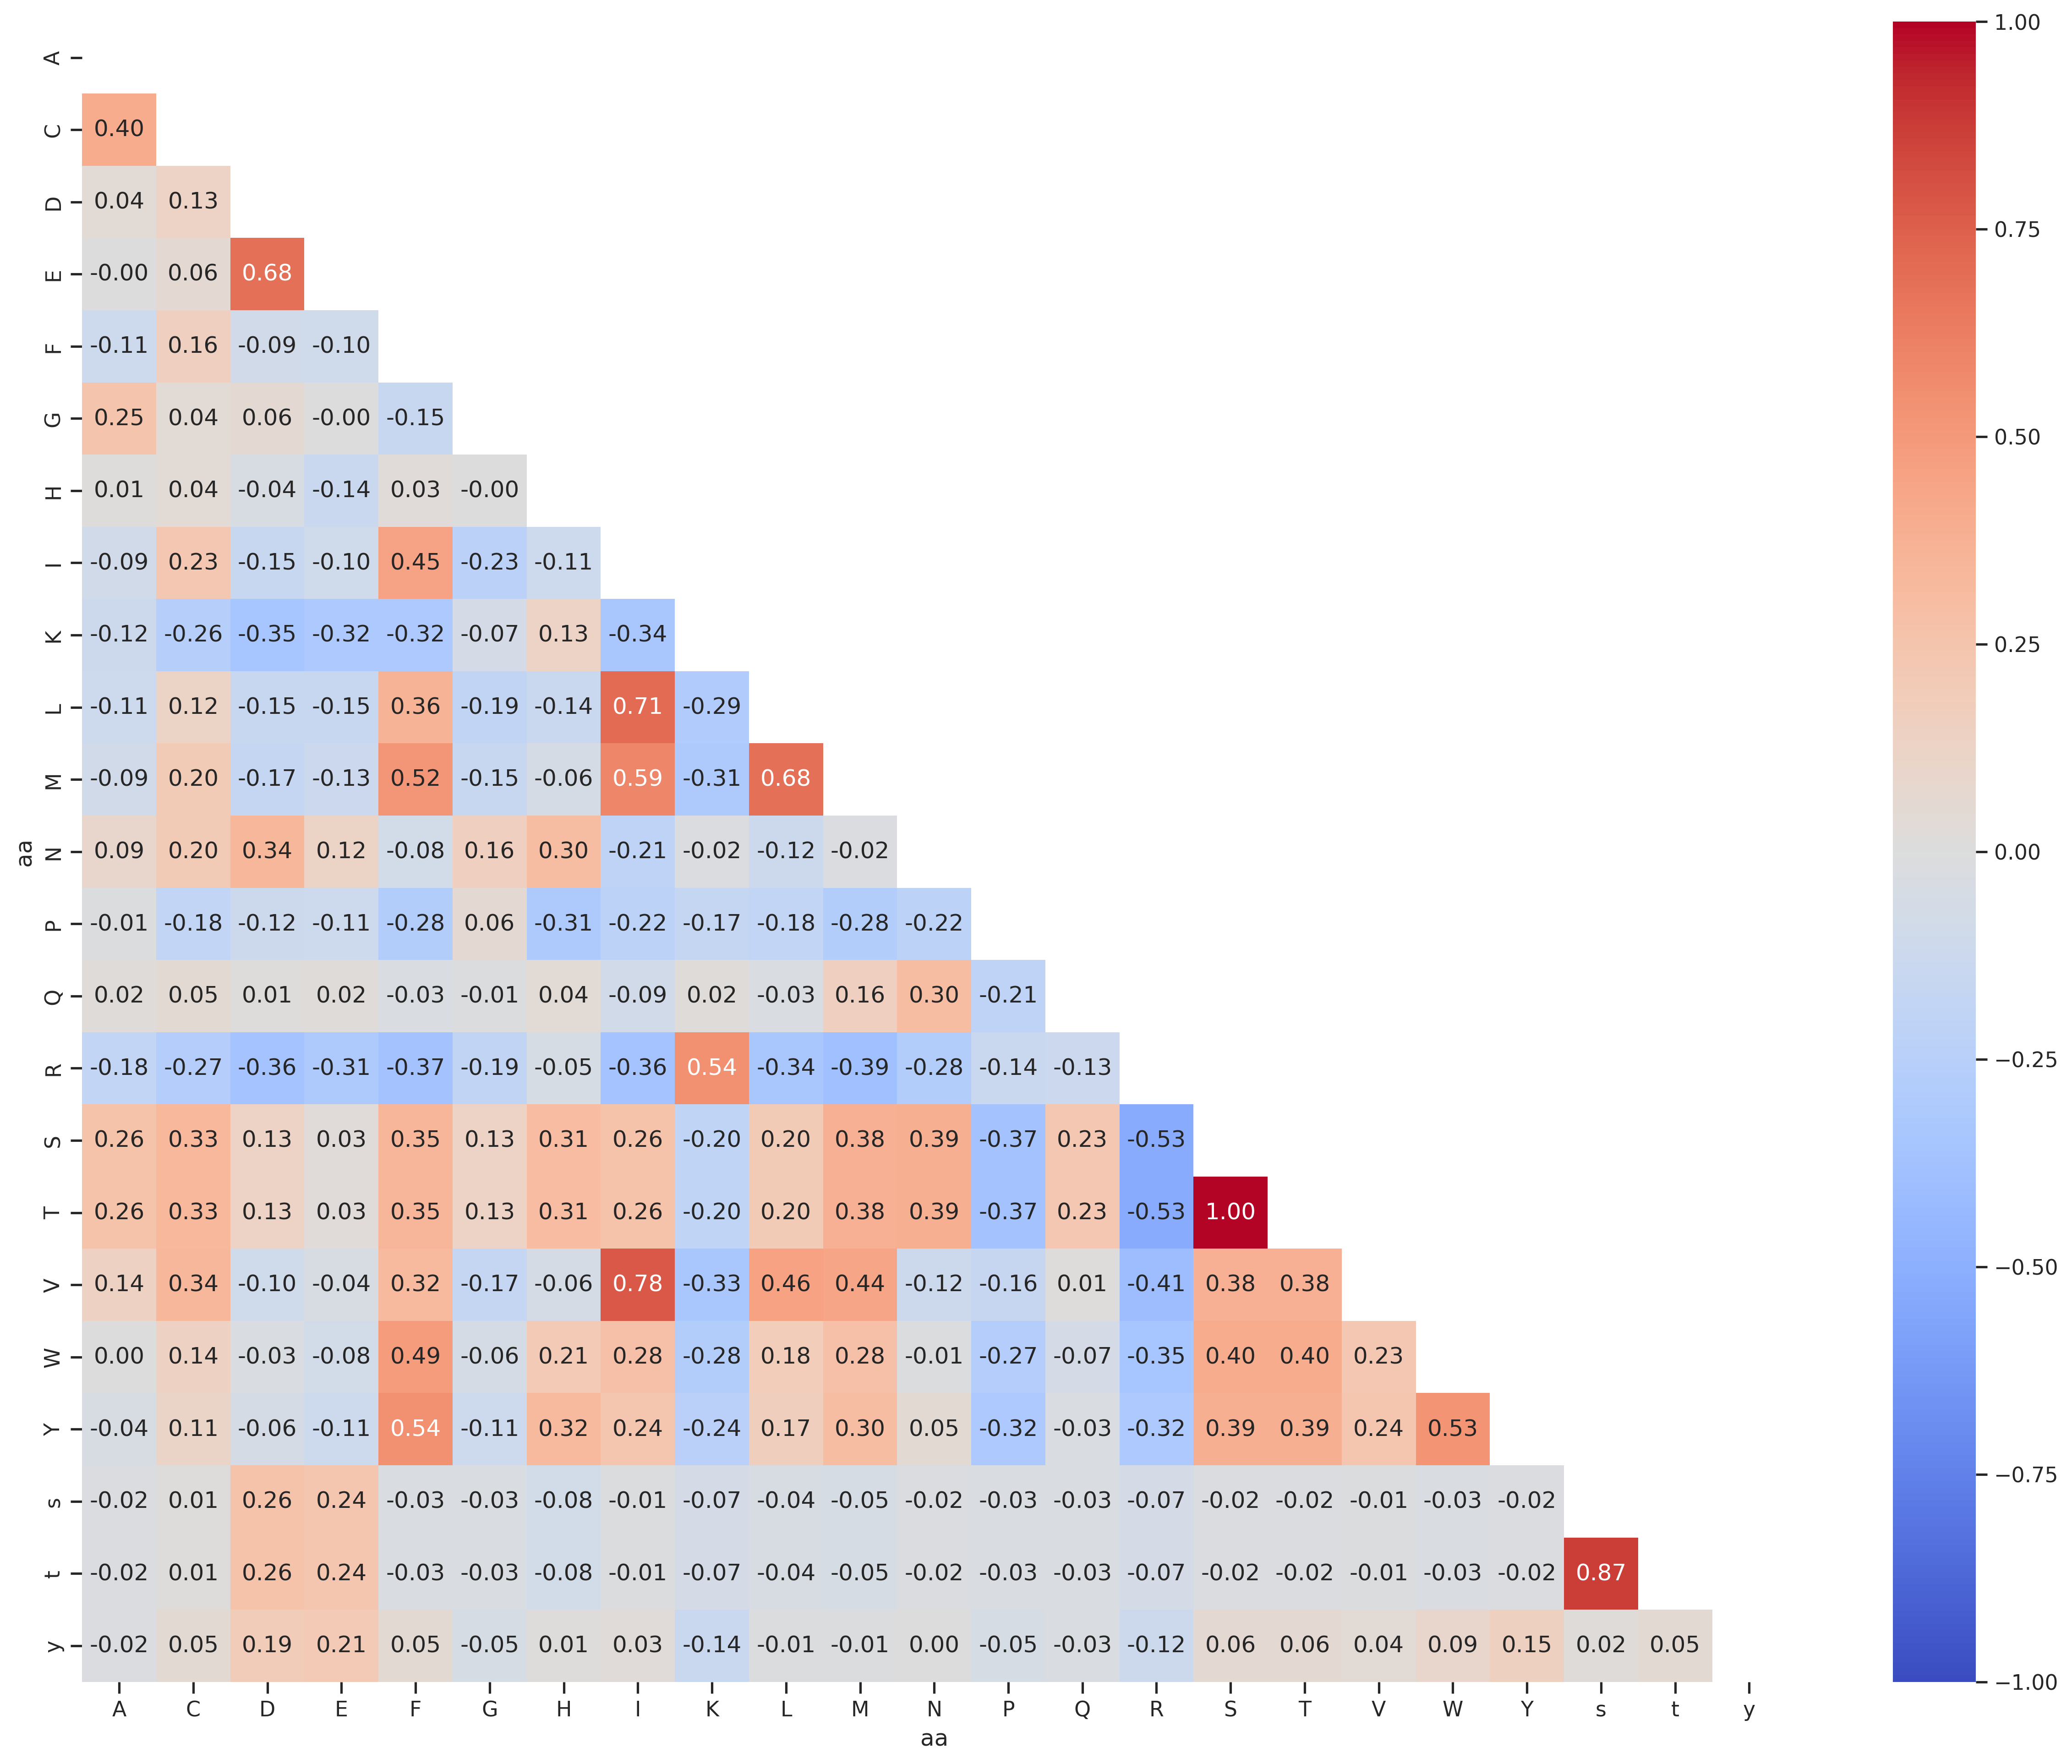 A
C 0.40
D 0.04 0.13
E -0.00 0.06 0.68
F -0.11 0.16 -0.09 -0.10
G 0.25 0.04 0.06 -0.00 -0.15
H 0.01 0.04 -0.04 -0.14 0.03 -0.00
I -0.09 0.23 -0.15 -0.10 0.45 -0.23 -0.11
K -0.12 -0.26 -0.35 -0.32 -0.32 -0.07 0.13 -0.34
L -0.11 0.12 -0.15 -0.15 0.36 -0.19 -0.14 0.71 -0.29
M -0.09 0.20 -0.17 -0.13 0.52 -0.15 -0.06 0.59 -0.31 0.68
aa
N 0.09 0.20 0.34 0.12 -0.08 0.16 0.30 -0.21 -0.02 -0.12 -0.02
P -0.01 -0.18 -0.12 -0.11 -0.28 0.06 -0.31 -0.22 -0.17 -0.18 -0.28 -0.22
Q 0.02 0.05 0.01 0.02 -0.03 -0.01 0.04 -0.09 0.02 -0.03 0.16 0.30 -0.21
R -0.18 -0.27 -0.36 -0.31 -0.37 -0.19 -0.05 -0.36 0.54 -0.34 -0.39 -0.28 -0.14 -0.13
S 0.26 0.33 0.13 0.03 0.35 0.13 0.31 0.26 -0.20 0.20 0.38 0.39 -0.37 0.23 -0.53
T 0.26 0.33 0.13 0.03 0.35 0.13 0.31 0.26 -0.20 0.20 0.38 0.39 -0.37 0.23 -0.53 1.00
V 0.14 0.34 -0.10 -0.04 0.32 -0.17 -0.06 0.78 -0.33 0.46 0.44 -0.12 -0.16 0.01 -0.41 0.38 0.38
W 0.00 0.14 -0.03 -0.08 0.49 -0.06 0.21 0.28 -0.28 0.18 0.28 -0.01 -0.27 -0.07 -0.35 0.40 0.40 0.23
Y -0.04 0.11 -0.06 -0.11 0.54 -0.11 0.32 0.24 -0.24 0.17 0.30 0.05 -0.32 -0.03 -0.32 0.39 0.39 0.24 0.53
s -0.02 0.01 0.26 0.24 -0.03 -0.03 -0.08 -0.01 -0.07 -0.04 -0.05 -0.02 -0.03 -0.03 -0.07 -0.02 -0.02 -0.01 -0.03 -0.02
t -0.02 0.01 0.26 0.24 -0.03 -0.03 -0.08 -0.01 -0.07 -0.04 -0.05 -0.02 -0.03 -0.03 -0.07 -0.02 -0.02 -0.01 -0.03 -0.02 0.87
y -0.02 0.05 0.19 0.21 0.05 -0.05 0.01 0.03 -0.14 -0.01 -0.01 0.00 -0.05 -0.03 -0.12 0.06 0.06 0.04 0.09 0.15 0.02 0.05
A C D E F G H I K L M N P Q R S T V W Y s t y
aa
1.00
0.75
0.50
0.25
0.00
−0.25
−0.50
−0.75
−1.00